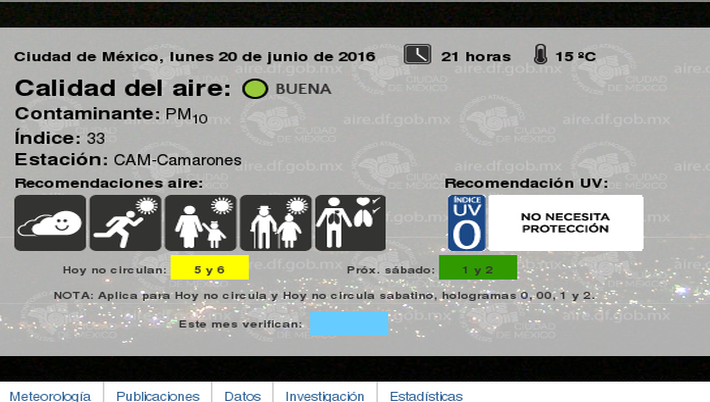 Ciudad de México, lunes 20 de junio de 2016 21 horas 15 ºC
Calidad del aire: BUENA
Contaminante: PM10
Índice: 33
Estación: CAM-Camarones
Recomendaciones aire: Recomendación UV:
ÍNDICE
UV
0
NO NECESITA
PROTECCIÓN
Hoy no circulan: 5 y 6 Próx. sábado: 1 y 2
NOTA: Aplica para Hoy no circula y Hoy no circula sabatino, hologramas 0, 00, 1 y 2.
Este mes verifican:
Meteorología Publicaciones Datos Investigación Estadísticas
aire.df.gob.mx
CIUDAD
DE MÉXICO